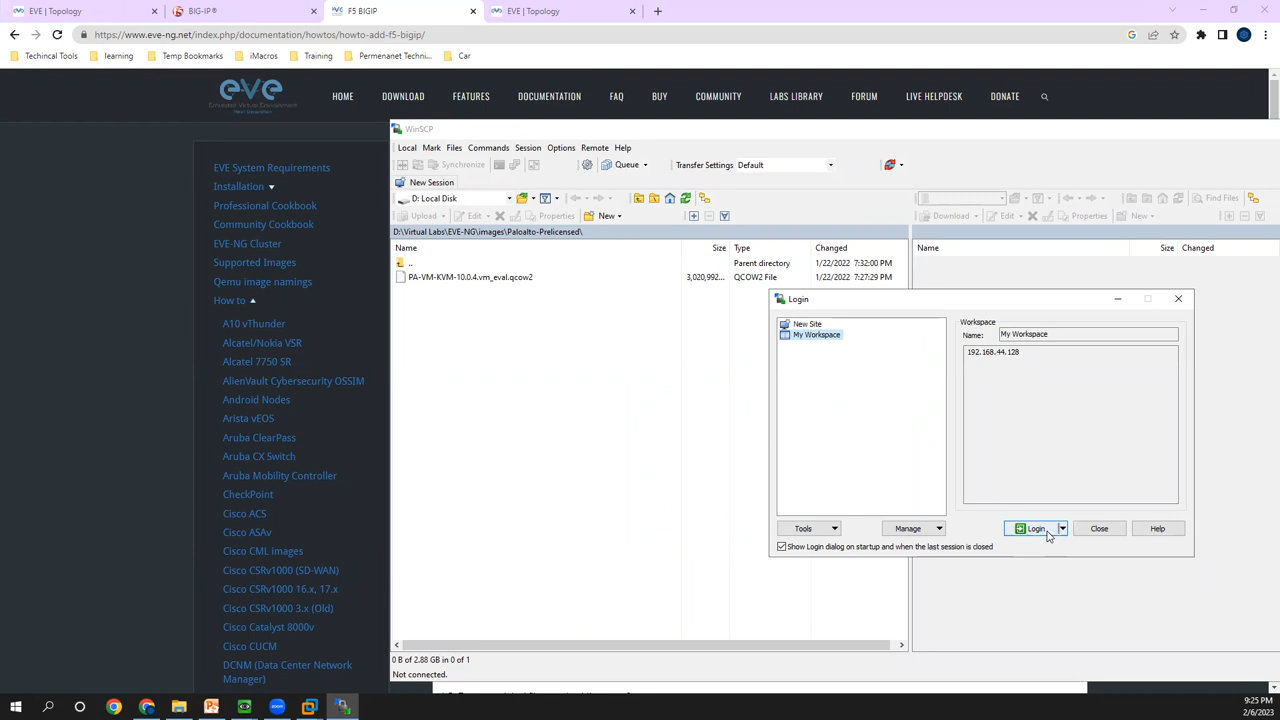 EVE | Topology
BIG-IP®
F5 BIGIP
EVE | Topology
https://www.eve-ng.net/index.php/documentation/howtos/howto-add-f5-bigip/
Techincal Tools
learning
Temp Bookmarks
iMacros
Training
Permenanet Techni...
Car
eve
HOME
DOWNLOAD
FEATURES
DOCUMENTATION
FAQ
BUY
COMMUNITY
LABS LIBRARY
FORUM
LIVE HELPDESK
DONATE
EVE System Requirements
Installation
Professional Cookbook
Community Cookbook
EVE-NG Cluster
Supported Images
Qemu image namings
How to
A10 vThunder
Alcatel/Nokia VSR
Alcatel 7750 SR
AlienVault Cybersecurity OSSIM
Android Nodes
Arista vEOS
Aruba ClearPass
Aruba CX Switch
Aruba Mobility Controller
CheckPoint
Cisco ACS
Cisco ASAv
Cisco CML images
Cisco CSRv1000 (SD-WAN)
Cisco CSRv1000 16.x, 17.x
Cisco CSRv1000 3.x (Old)
Cisco Catalyst 8000v
Cisco CUCM
DCNM (Data Center Network
Manager)
WinSCP
Local Mark Files Commands Session Options Remote Help
Synchronize
Queue
Transfer Settings Default
New Session
D: Local Disk
Find Files
Upload
Edit
Properties
New
Download
Edit
Properties
New
D:\Virtual Labs\EVE-NG\images\Paloalto-Prelicensed\
Name Size Type Changed
Name Size Changed
.. Parent directory 1/22/2022 7:32:00 PM
PA-VM-KVM-10.0.4.vm_eval.qcow2 3,020,992... QCOW2 File 1/22/2022 7:27:29 PM
Login
New Site
My Workspace
Workspace
Name: My Workspace
192.168.44.128
Tools
Manage
Login
Close
Help
Show Login dialog on startup and when the last session is closed
0 B of 2.88 GB in 0 of 1
Not connected.
9:25 PM
2/6/2023